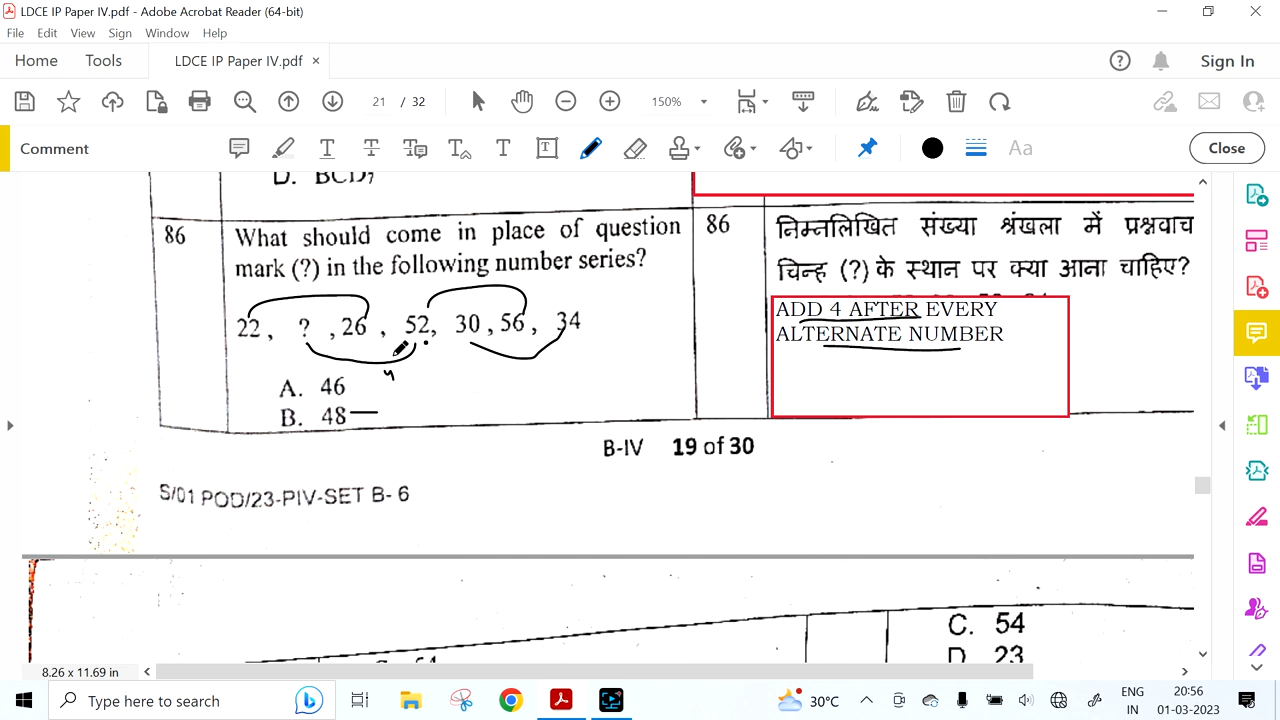 LDCE IP Paper IV.pdf - Adobe Acrobat Reader (64-bit)
File Edit View Sign Window Help
Home Tools LDCE IP Paper IV.pdf × Sign In
21 / 32 150%
Comment Aa Close
D. BCD7
86 What should come in place of question
mark (?) in the following number series?
22 , ? , 26 , 52, 30 , 56 , 34
4
A. 46
B. 48
86 निम्नलिखित संख्या श्रंखला में प्रश्नवाच
चिन्ह (?) के स्थान पर क्या आना चाहिए?
ADD 4 AFTER EVERY
ALTERNATE NUMBER
B-IV 19 of 30
S/01 POD/23-PIV-SET B- 6
C. 54
D 23
8.26 x 11.69 in
Type here to search
30°C
ENG
IN
20:56
01-03-2023